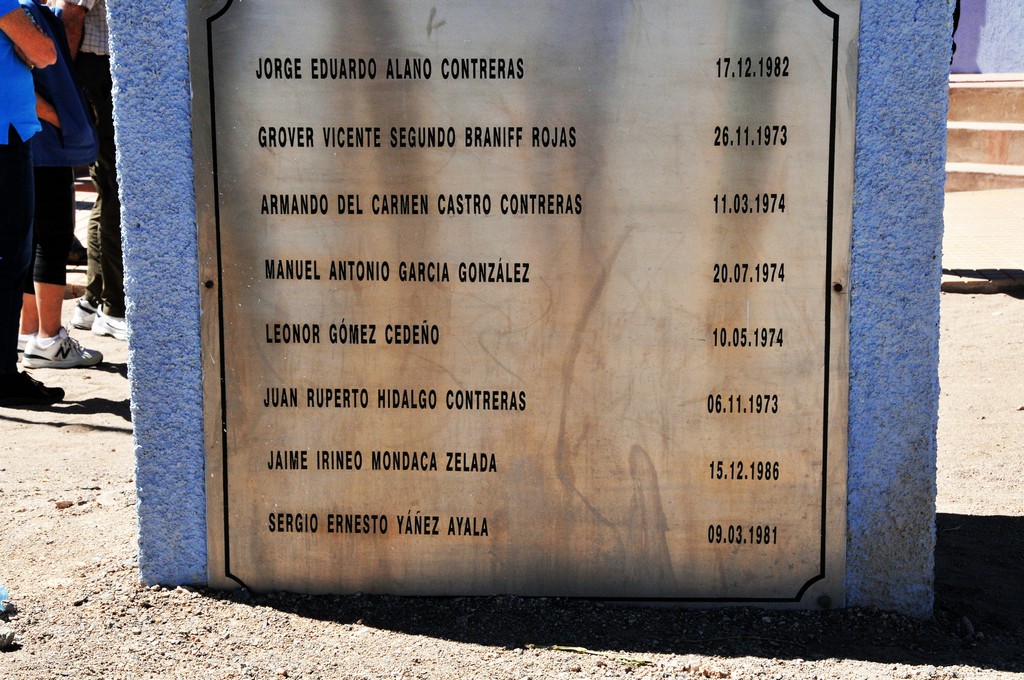 JORGE EDUARDO ALANO CONTRERAS 17.12.1982
GROVER VICENTE SEGUNDO BRANIFF ROJAS 26.11.1973
ARMANDO DEL CARMEN CASTRO CONTRERAS 11.03.1974
MANUEL ANTONIO GARCIA GONZÁLEZ 20.07.1974
LEONOR GÓMEZ CEDEÑO 10.05.1974
JUAN RUPERTO HIDALGO CONTRERAS 06.11.1973
JAIME IRINEO MONDACA ZELADA 15.12.1986
SERGIO ERNESTO YÁÑEZ AYALA 09.03.1981
N